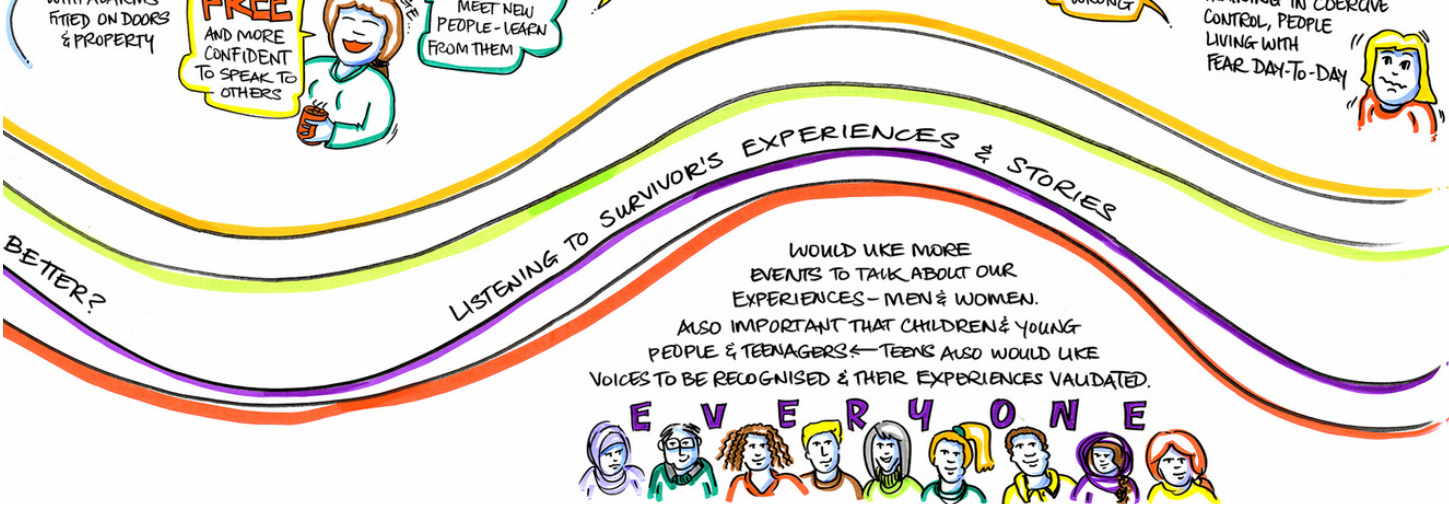 FITTED ON DOORS
& PROPERTY
FREE
AND MORE
CONFIDENT
TO SPEAK TO
OTHERS
MEET NEW
PEOPLE - LEARN
FROM THEM
WRONG
IN COERCIVE
CONTROL, PEOPLE
LIVING WITH
FEAR DAY-TO-DAY
BETTER?
LISTENING TO SURVIVOR'S EXPERIENCES & STORIES
WOULD LIKE MORE
EVENTS TO TALK ABOUT OUR
EXPERIENCES - MEN & WOMEN.
ALSO IMPORTANT THAT CHILDREN & YOUNG
PEOPLE & TEENAGERS ← TEENS ALSO WOULD LIKE
VOICES TO BE RECOGNISED & THEIR EXPERIENCES VALIDATED.
EVERYONE